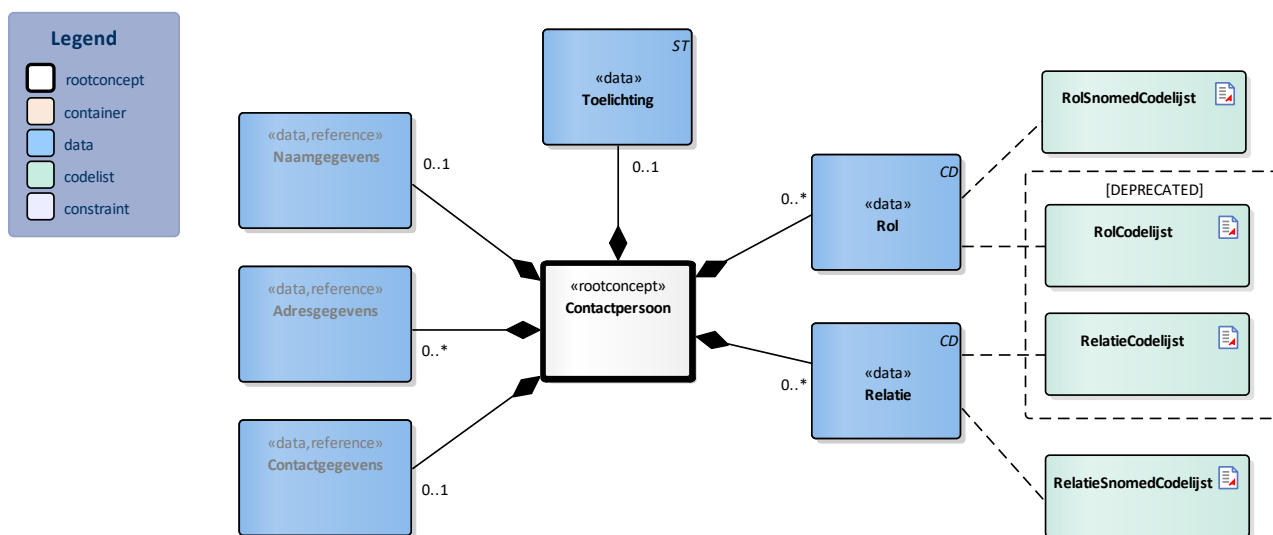 Legend
rootconcept
container
data
codelist
constraint
ST
«data»
Toelichting
0..1
«data,reference»
Naamgegevens
0..1
«data,reference»
Adresgegevens
0..*
«data,reference»
Contactgegevens
0..1
«rootconcept»
Contactpersoon
CD
«data»
Rol
0..*
CD
«data»
Relatie
0..*
RolSnomedCodelijst
[DEPRECATED]
RolCodelijst
RelatieCodelijst
RelatieSnomedCodelijst